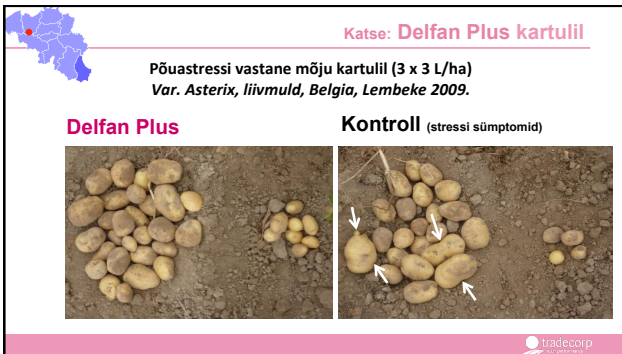 Katse: Delfan Plus kartulil
Põuastressi vastane mõju kartulil (3 x 3 L/ha)
Var. Asterix, liivmuld, Belgia, Lembeke 2009.
Delfan Plus
Kontroll (stressi sümptomid)
tradecorp